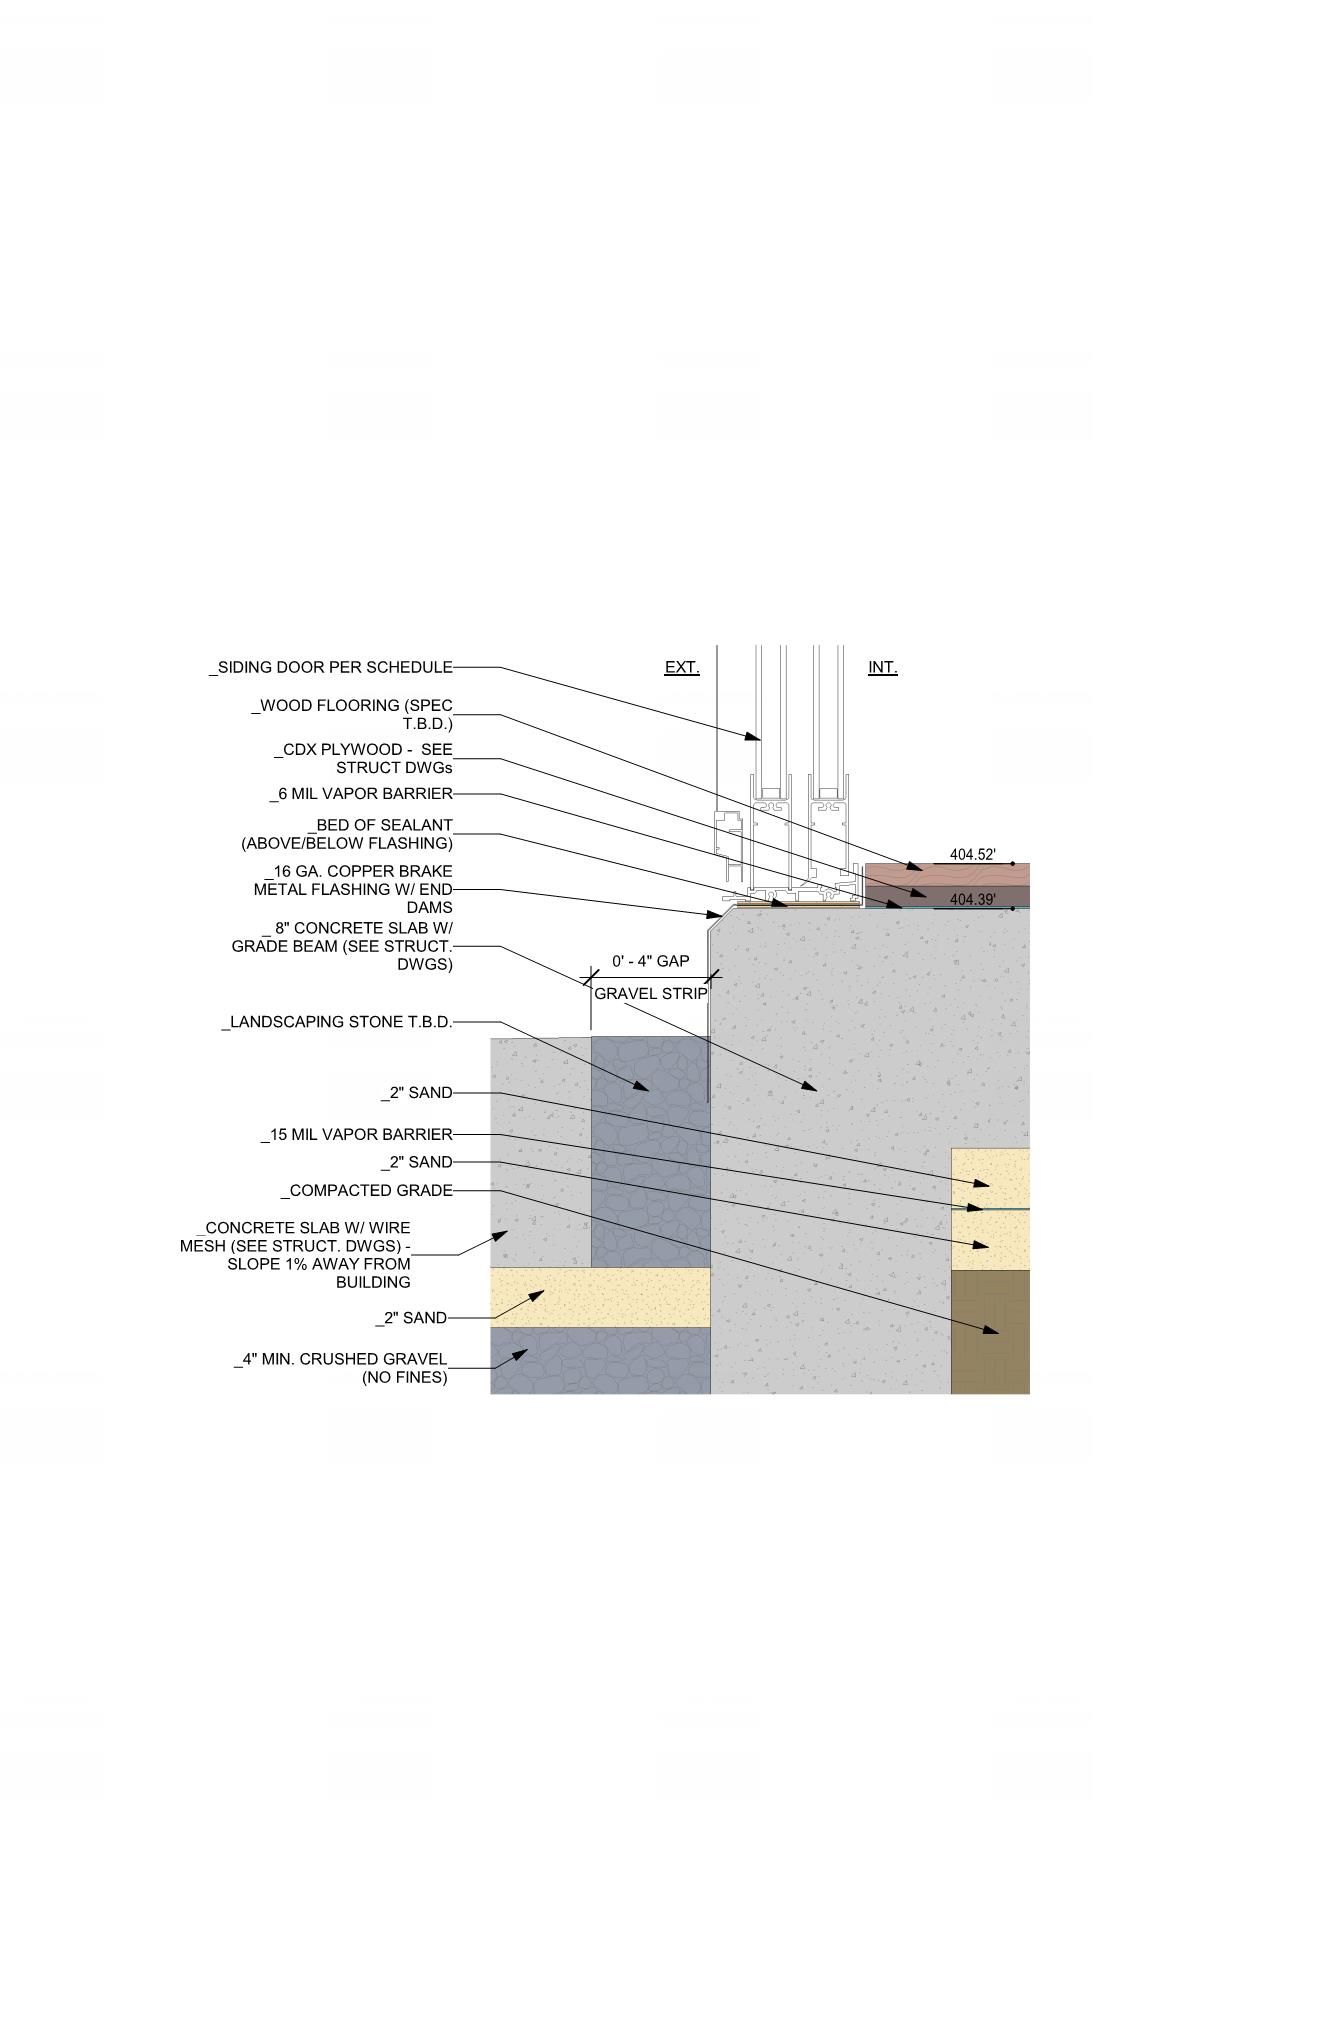 _SIDING DOOR PER SCHEDULE
EXT.
INT.
_WOOD FLOORING (SPEC
T.B.D.)
_CDX PLYWOOD -  SEE
STRUCT DWGs
_6 MIL VAPOR BARRIER
_BED OF SEALANT
(ABOVE/BELOW FLASHING)
404.52'
_16 GA. COPPER BRAKE
METAL FLASHING W/ END
DAMS
404.39'
_ 8" CONCRETE SLAB W/
GRADE BEAM (SEE STRUCT.
DWGS)
0' - 4" GAP
GRAVEL STRIP
_LANDSCAPING STONE T.B.D.
_2" SAND
_15 MIL VAPOR BARRIER
_2" SAND
_COMPACTED GRADE
_CONCRETE SLAB W/ WIRE
MESH (SEE STRUCT. DWGS) -
SLOPE 1% AWAY FROM
BUILDING
_2" SAND
_4" MIN. CRUSHED GRAVEL
(NO FINES)